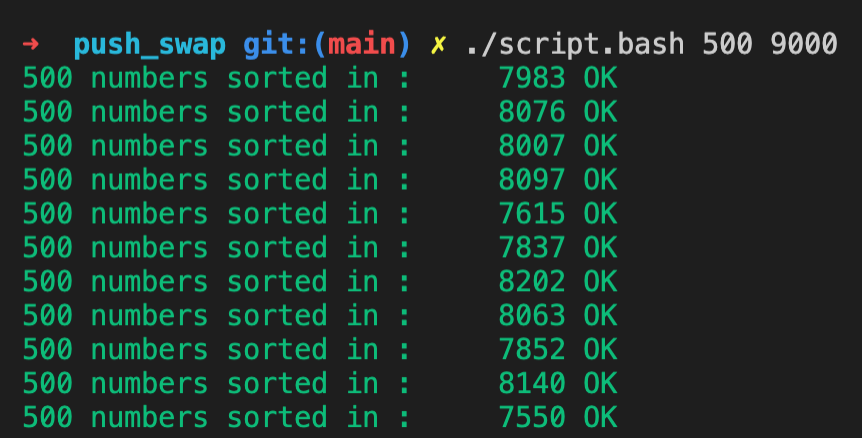 ➜  push_swap git:(main) ✗ ./script.bash 500 9000
500 numbers sorted in :     7983 OK
500 numbers sorted in :     8076 OK
500 numbers sorted in :     8007 OK
500 numbers sorted in :     8097 OK
500 numbers sorted in :     7615 OK
500 numbers sorted in :     7837 OK
500 numbers sorted in :     8202 OK
500 numbers sorted in :     8063 OK
500 numbers sorted in :     7852 OK
500 numbers sorted in :     8140 OK
500 numbers sorted in :     7550 OK